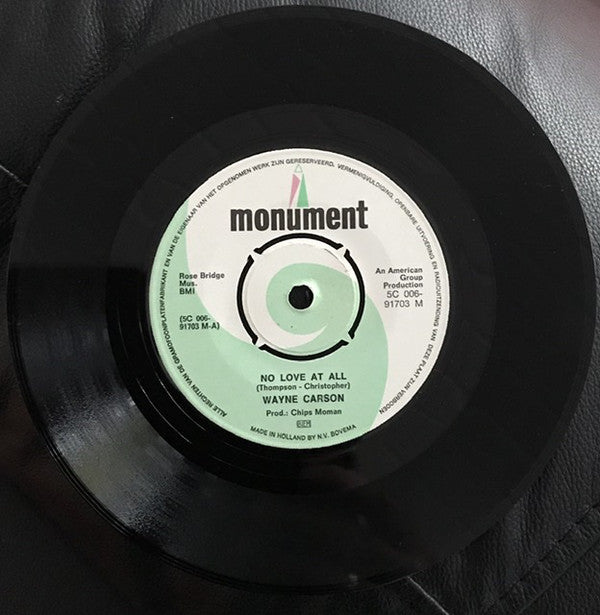 ALLE RECHTEN VAN DE GRAMOFOONPLATENFABRIKANT EN VAN DE EIGENAAR VAN HET OPGENOMEN WERK ZIJN GERESERVEERD, VERMENIGVULDIGING, OPENBARE UITVOERING EN RADIOUITZENDING VAN DEZE PLAAT ZIJN VERBODEN
monument
Rose Bridge
Mus.
BMI
(5C 006-
91703 M-A)
An American
Group
Production
5C 006-
91703 M
NO LOVE AT ALL
(Thompson - Christopher)
WAYNE CARSON
Prod.: Chips Moman
MADE IN HOLLAND BY N.V. BOVEMA